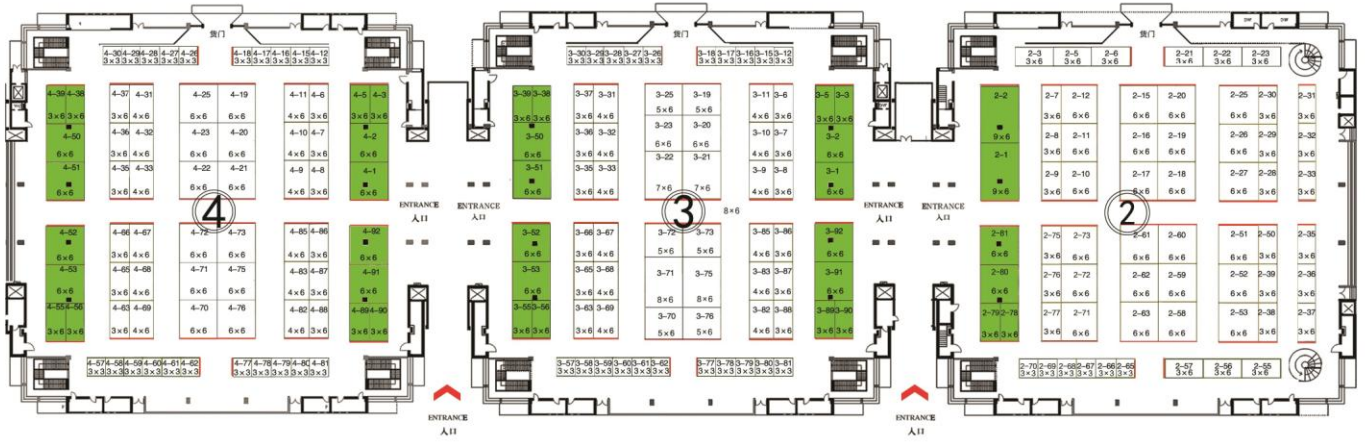 货门 货门 货门
4-30 4-29 4-28 4-27 4-26 4-18 4-17 4-16 4-15 4-12
3×3 3×3 3×3 3×3 3×3 3×3 3×3 3×3 3×3 3×3
3-30 3-29 3-28 3-27 3-26 3-18 3-17 3-16 3-15 3-12
3×3 3×3 3×3 3×3 3×3 3×3 3×3 3×3 3×3 3×3
2-3 2-5 2-6 2-21 2-22 2-23
3×6 3×6 3×6 3×6 3×6 3×6
4-39 4-38 4-37 4-31 4-25 4-19 4-11 4-6 4-5 4-3
3×6 3×6 3×6 4×6 6×6 6×6 4×6 3×6 3×6 3×6
4-50 4-36 4-32 4-23 4-20 4-10 4-7 4-2
6×6 3×6 4×6 6×6 6×6 4×6 3×6 6×6
4-51 4-35 4-33 4-22 4-21 4-9 4-8 4-1
6×6 3×6 4×6 6×6 6×6 4×6 3×6 6×6
4
4-52 4-66 4-67 4-72 4-73 4-85 4-86 4-92
6×6 3×6 4×6 6×6 6×6 4×6 3×6 6×6
4-53 4-65 4-68 4-71 4-75 4-83 4-87 4-91
6×6 3×6 4×6 6×6 6×6 4×6 3×6 6×6
4-55 4-56 4-63 4-69 4-70 4-76 4-82 4-88 4-89 4-90
3×6 3×6 3×6 4×6 6×6 6×6 4×6 3×6 3×6 3×6
4-57 4-58 4-59 4-60 4-61 4-62 4-77 4-78 4-79 4-80 4-81
3×3 3×3 3×3 3×3 3×3 3×3 3×3 3×3 3×3 3×3 3×3
ENTRANCE ENTRANCE
入口 入口
3-39 3-38 3-37 3-31 3-25 3-19 3-11 3-6 3-5 3-3
3×6 3×6 3×6 4×6 5×6 5×6 4×6 3×6 3×6 3×6
3-50 3-36 3-32 3-23 3-20 3-10 3-7 3-2
6×6 3×6 4×6 6×6 6×6 4×6 3×6 6×6
3-51 3-35 3-33 3-22 3-21 3-9 3-8 3-1
6×6 3×6 4×6 7×6 7×6 4×6 3×6 6×6
3
8×6
3-52 3-66 3-67 3-72 3-73 3-85 3-86 3-92
6×6 3×6 4×6 5×6 5×6 4×6 3×6 6×6
3-53 3-65 3-68 3-71 3-75 3-83 3-87 3-91
6×6 3×6 4×6 8×6 8×6 4×6 3×6 6×6
3-55 3-56 3-63 3-69 3-70 3-76 3-82 3-88 3-89 3-90
3×6 3×6 3×6 4×6 5×6 5×6 4×6 3×6 3×6 3×6
3-57 3-58 3-59 3-60 3-61 3-62 3-77 3-78 3-79 3-80 3-81
3×3 3×3 3×3 3×3 3×3 3×3 3×3 3×3 3×3 3×3 3×3
ENTRANCE ENTRANCE
入口 入口
2-2 2-7 2-12 2-15 2-20 2-25 2-30 2-31
9×6 3×6 6×6 6×6 6×6 6×6 3×6 3×6
2-8 2-11 2-16 2-19 2-26 2-29 2-32
3×6 6×6 6×6 6×6 6×6 3×6 3×6
2-1 2-9 2-10 2-17 2-18 2-27 2-28 2-33
9×6 3×6 6×6 6×6 6×6 6×6 3×6 3×6
2
2-81 2-75 2-73 2-61 2-60 2-51 2-50 2-35
6×6 3×6 6×6 6×6 6×6 6×6 3×6 3×6
2-80 2-76 2-72 2-62 2-59 2-52 2-39 2-36
6×6 3×6 6×6 6×6 6×6 6×6 3×6 3×6
2-79 2-78 2-77 2-71 2-63 2-58 2-53 2-38 2-37
3×6 3×6 3×6 6×6 6×6 6×6 6×6 3×6 3×6
2-70 2-69 2-68 2-67 2-66 2-65 2-57 2-56 2-55
3×3 3×3 3×3 3×3 3×3 3×3 3×6 3×6 3×6
ENTRANCE ENTRANCE
入口 入口